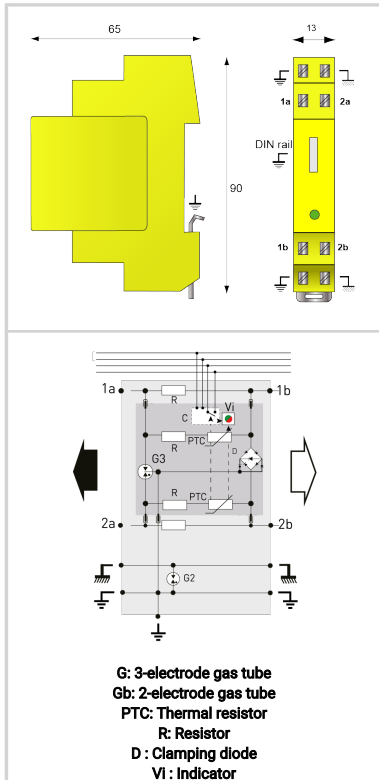 65
13
1a
2a
DIN rail
90
1b
2b
1a
1b
R
Vi
C
R
PTC
D
G3
R
PTC
2a
2b
R
G2
G: 3-electrode gas tube
Gb: 2-electrode gas tube
PTC: Thermal resistor
R: Resistor
D : Clamping diode
Vi : Indicator